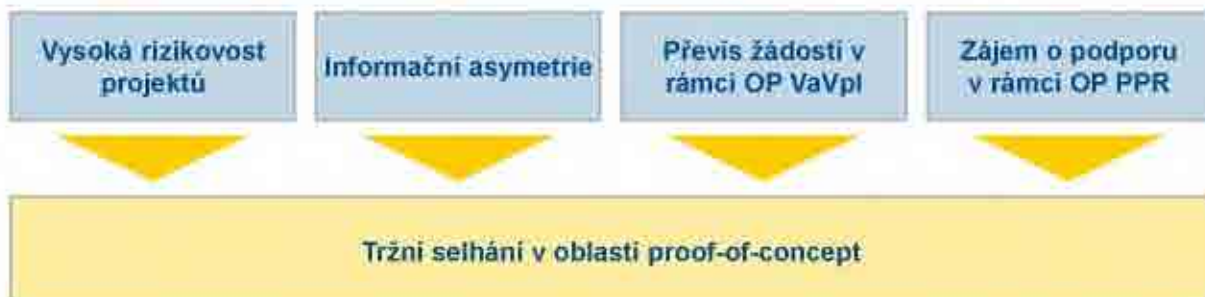 Vysoká rizikovost
projektů
Informační asymetrie
Převis žádostí v
rámci OP VaVpI
Zájem o podporu
v rámci OP PPR
Tržní selhání v oblasti proof-of-concept